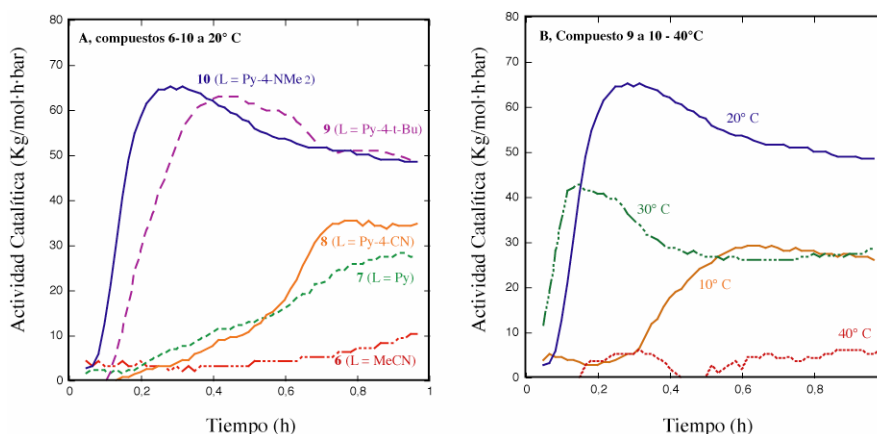 A, compuestos 6-10 a 20° C
10 (L = Py-4-NMe 2)
9 (L = Py-4-t-Bu)
8 (L = Py-4-CN)
7 (L = Py)
6 (L = MeCN)
Actividad Catalítica (Kg/mol·h·bar)
80
70
60
50
40
30
20
10
0
0 0,2 0,4 0,6 0.8 1
Tiempo (h)
B, Compuesto 9 a 10 - 40°C
20° C
30° C
10° C
40° C
Actividad Catalítica (Kg/mol·h·bar)
80
70
60
50
40
30
20
10
0
0 0,2 0,4 0,6 0,8
Tiempo (h)